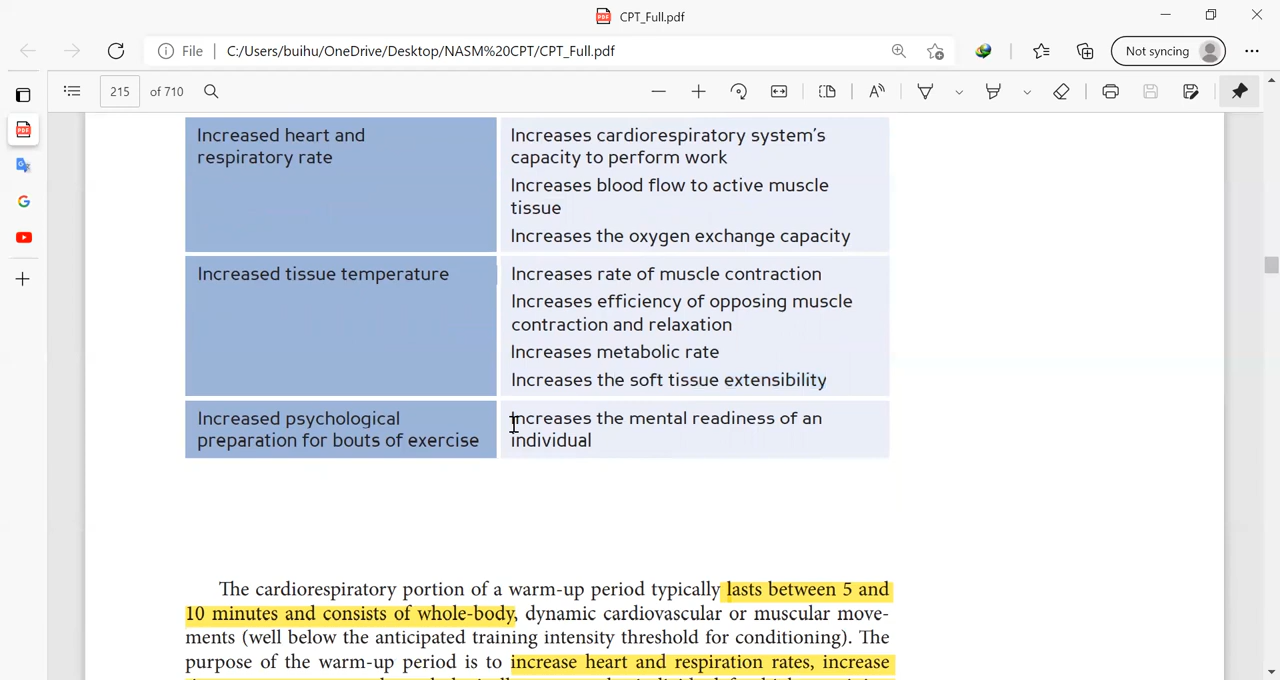 CPT_Full.pdf
File
C:/Users/buihu/OneDrive/Desktop/NASM%20CPT/CPT_Full.pdf
Not syncing
215 of 710
Increased heart and
respiratory rate
Increases cardiorespiratory system's
capacity to perform work
Increases blood flow to active muscle
tissue
Increases the oxygen exchange capacity
Increased tissue temperature
Increases rate of muscle contraction
Increases efficiency of opposing muscle
contraction and relaxation
Increases metabolic rate
Increases the soft tissue extensibility
Increased psychological
preparation for bouts of exercise
Increases the mental readiness of an
individual
The cardiorespiratory portion of a warm-up period typically lasts between 5 and
10 minutes and consists of whole-body, dynamic cardiovascular or muscular move-
ments (well below the anticipated training intensity threshold for conditioning). The
purpose of the warm-up period is to increase heart and respiration rates, increase